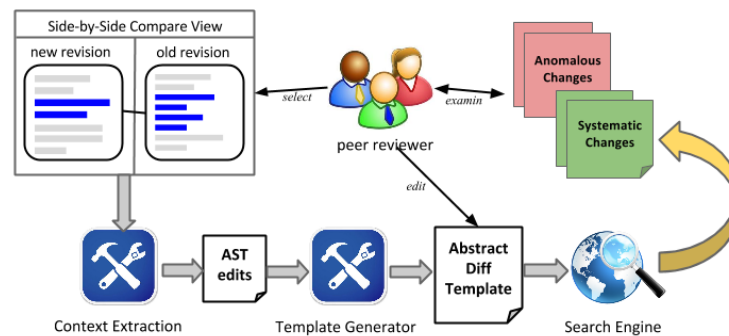 Side-by-Side Compare View
new revision
old revision
select
peer reviewer
examin
edit
Anomalous
Changes
Systematic
Changes
AST
edits
Abstract
Diff
Template
Context Extraction
Template Generator
Search Engine